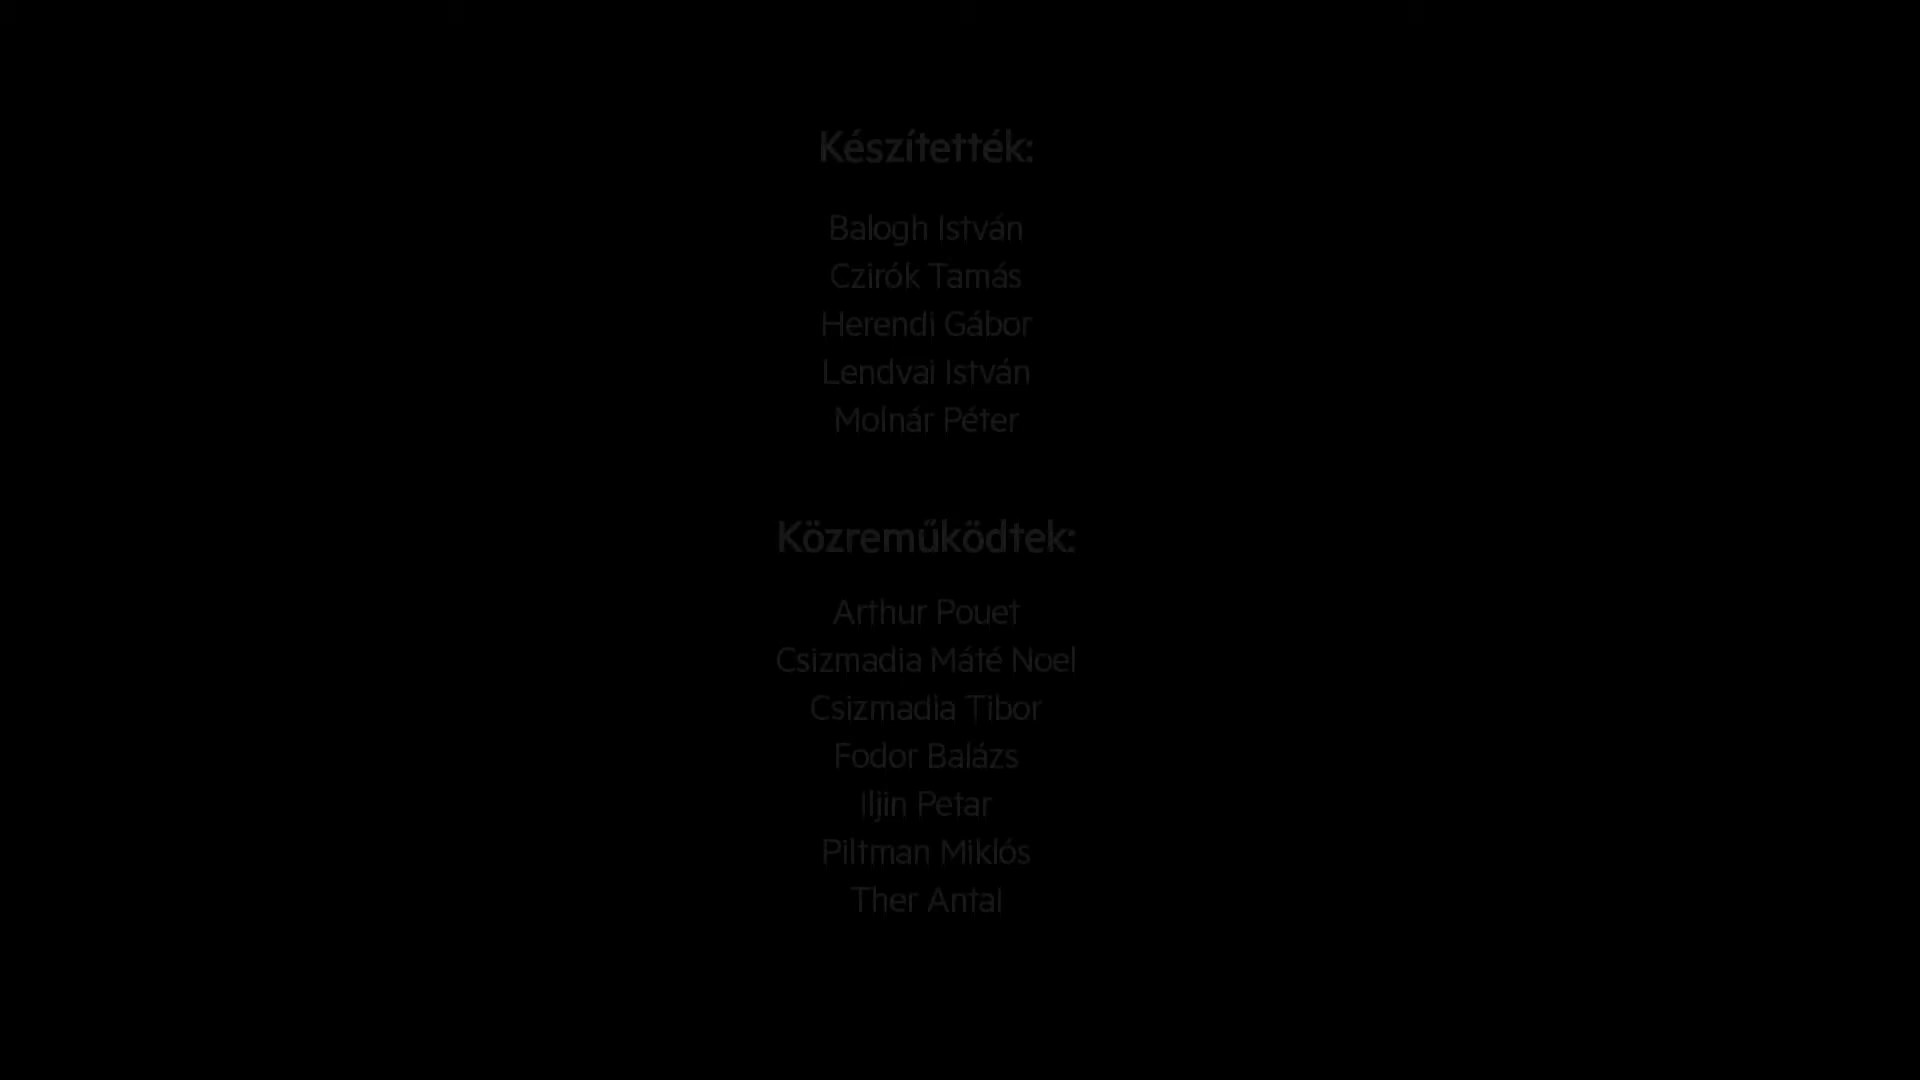 Készítették:
Balogh István
Czirók Tamás
Herendi Gábor
Lendvai István
Molnár Péter
Közreműködtek:
Arthur Pouet
Csizmadia Máté Noel
Csizmadia Tibor
Fodor Balázs
Iljin Petar
Piltman Miklós
Ther Antal